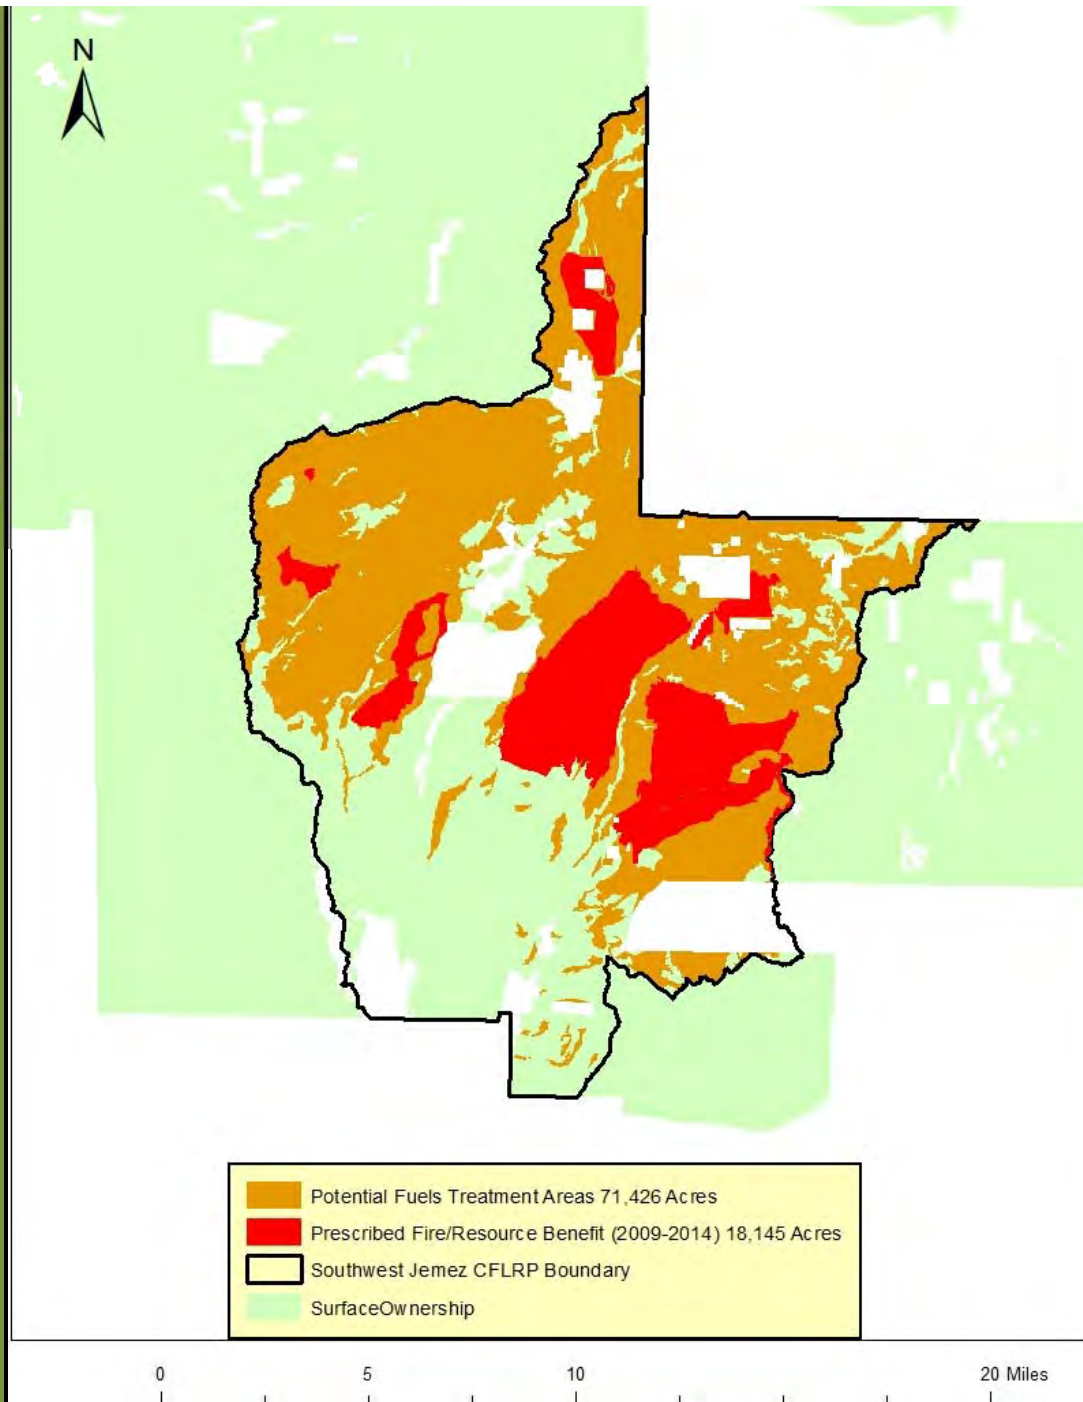 N
Potential Fuels Treatment Areas 71,426 Acres
Prescribed Fire/Resource Benefit (2009-2014) 18,145 Acres
Southwest Jemez CFLRP Boundary
SurfaceOwnership
0 5 10 20 Miles